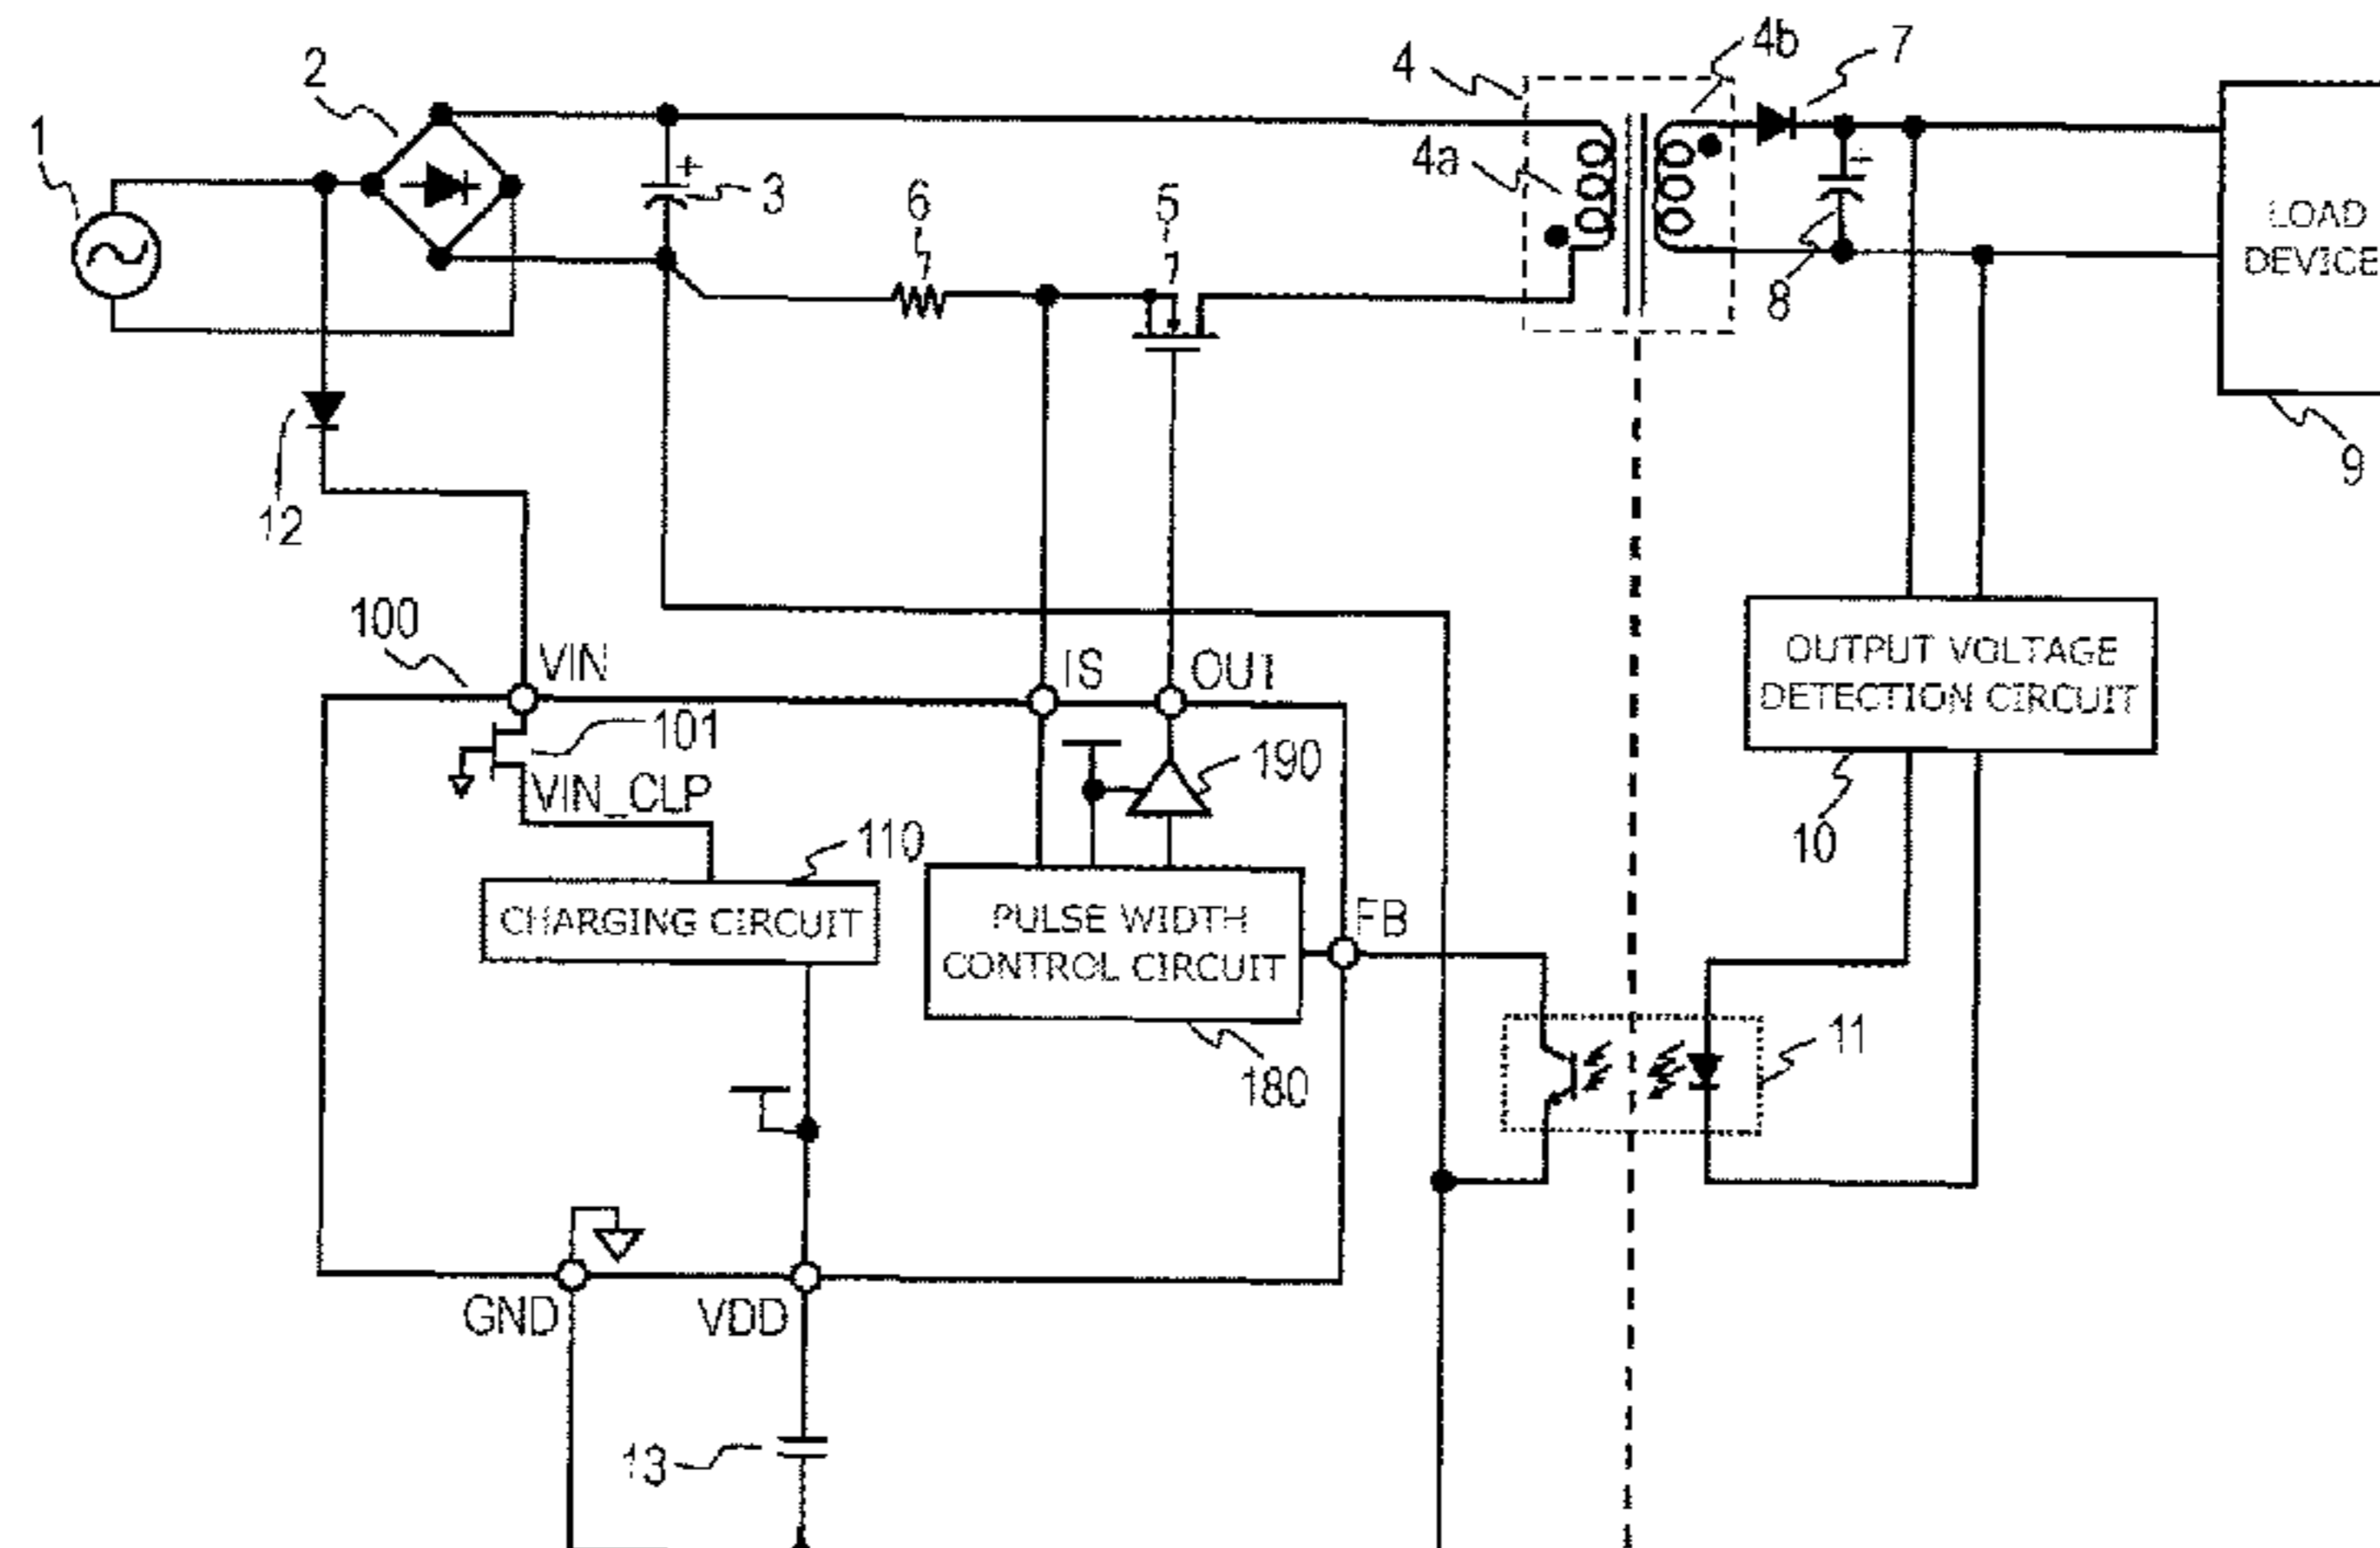 1
2
3
4
4a
4b
5
6
7
8
LOAD
DEVICE
9
12
100
VIN
IS
OUT
OUTPUT VOLTAGE
DETECTION CIRCUIT
10
101
VIN_CLP
190
110
CHARGING CIRCUIT
PULSE WIDTH
CONTROL CIRCUIT
FB
180
11
GND
VDD
13